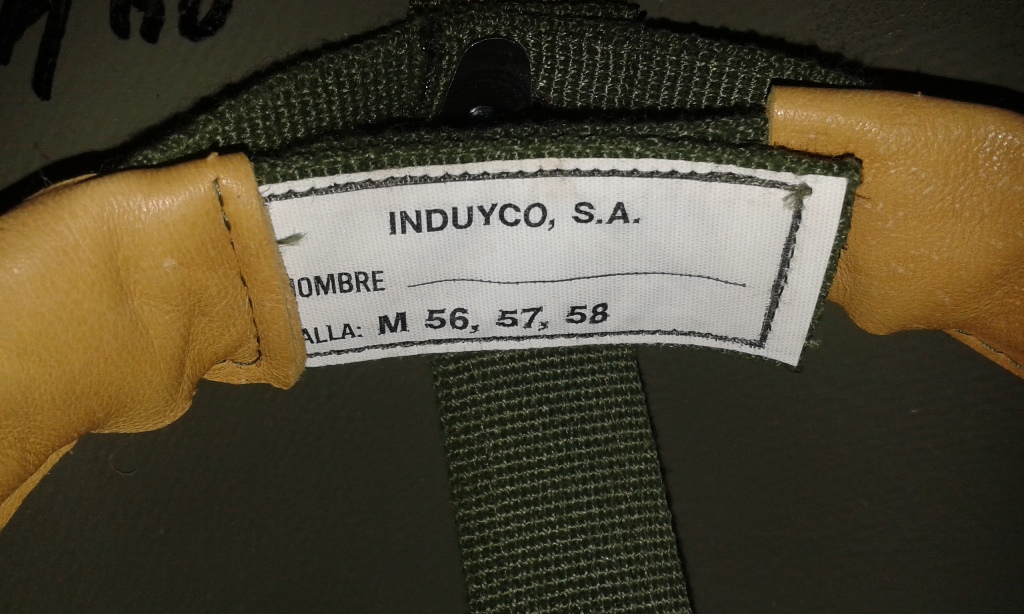 INDUYCO, S.A.
OMBRE
ALLA: M 56, 57, 58